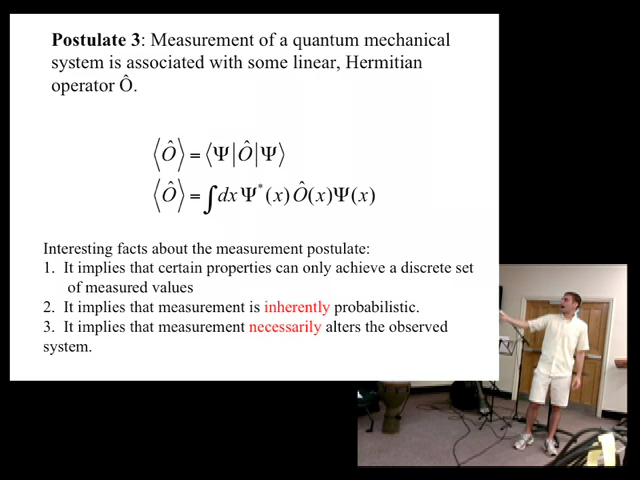 Postulate 3: Measurement of a quantum mechanical
system is associated with some linear, Hermitian
operator Ô.
⟨Ô⟩ = ⟨Ψ|Ô|Ψ⟩
⟨Ô⟩ = ∫dx Ψ*(x) Ô(x)Ψ(x)
Interesting facts about the measurement postulate:
1. It implies that certain properties can only achieve a discrete set
of measured values
2. It implies that measurement is inherently probabilistic.
3. It implies that measurement necessarily alters the observed
system.